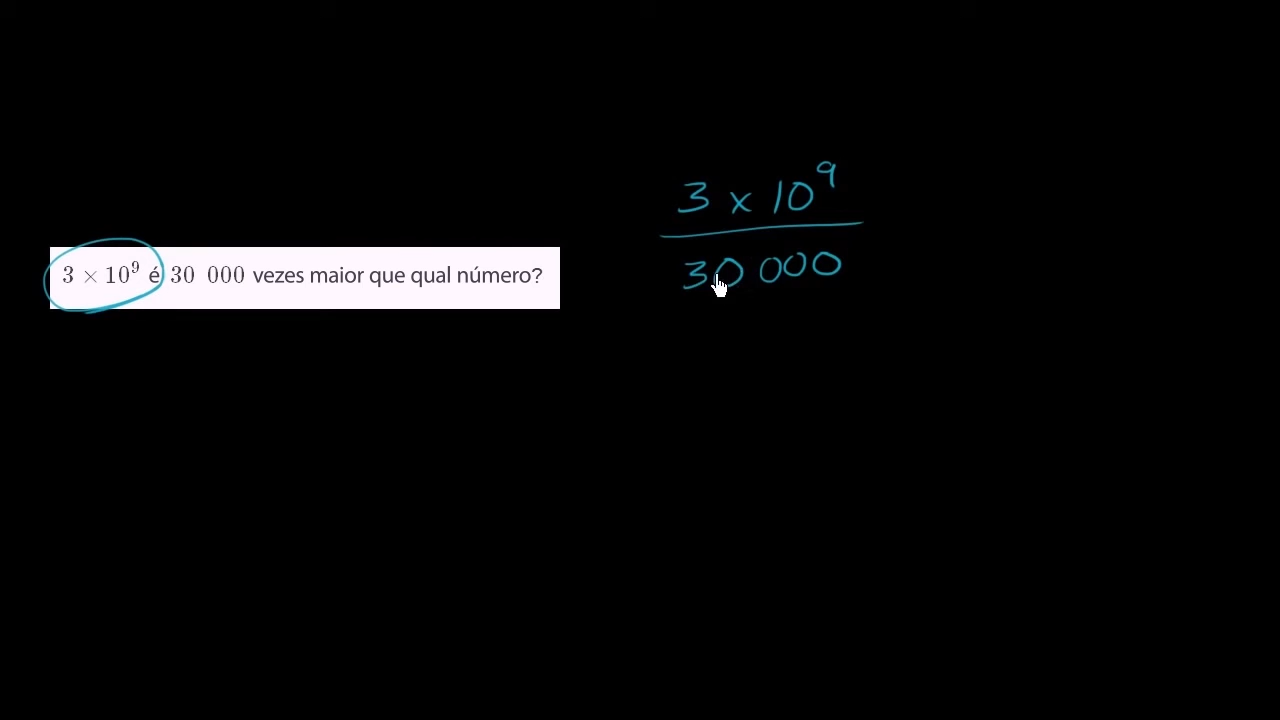 3 × 10⁹ é 30 000 vezes maior que qual número?
3 x 10⁹
30 000